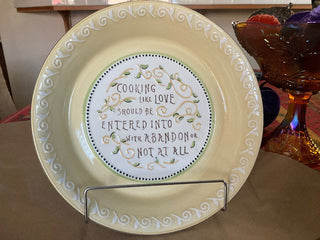 COOKING
LIKE LOVE
SHOULD BE
ENTERED INTO
WITH ABANDON OR
NOT AT ALL